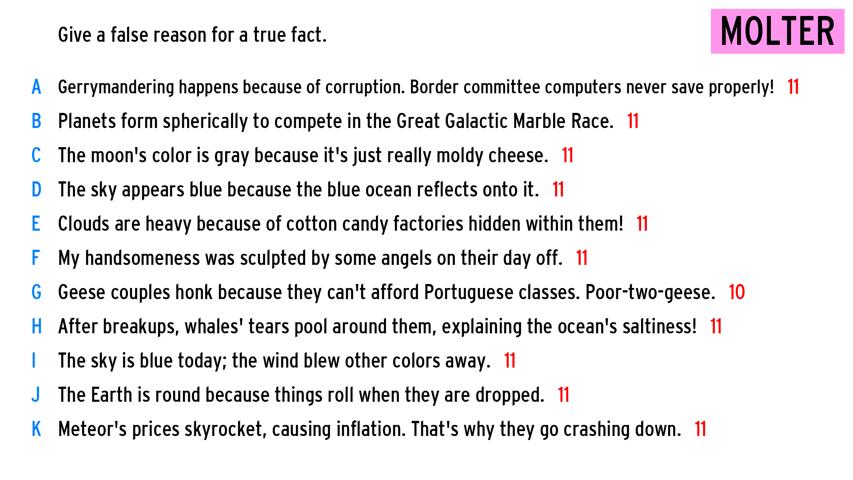 Give a false reason for a true fact.
MOLTER
A Gerrymandering happens because of corruption. Border committee computers never save properly! 11
B Planets form spherically to compete in the Great Galactic Marble Race. 11
C The moon's color is gray because it's just really moldy cheese. 11
D The sky appears blue because the blue ocean reflects onto it. 11
E Clouds are heavy because of cotton candy factories hidden within them! 11
F My handsomeness was sculpted by some angels on their day off. 11
G Geese couples honk because they can't afford Portuguese classes. Poor-two-geese. 10
H After breakups, whales' tears pool around them, explaining the ocean's saltiness! 11
I The sky is blue today; the wind blew other colors away. 11
J The Earth is round because things roll when they are dropped. 11
K Meteor's prices skyrocket, causing inflation. That's why they go crashing down. 11